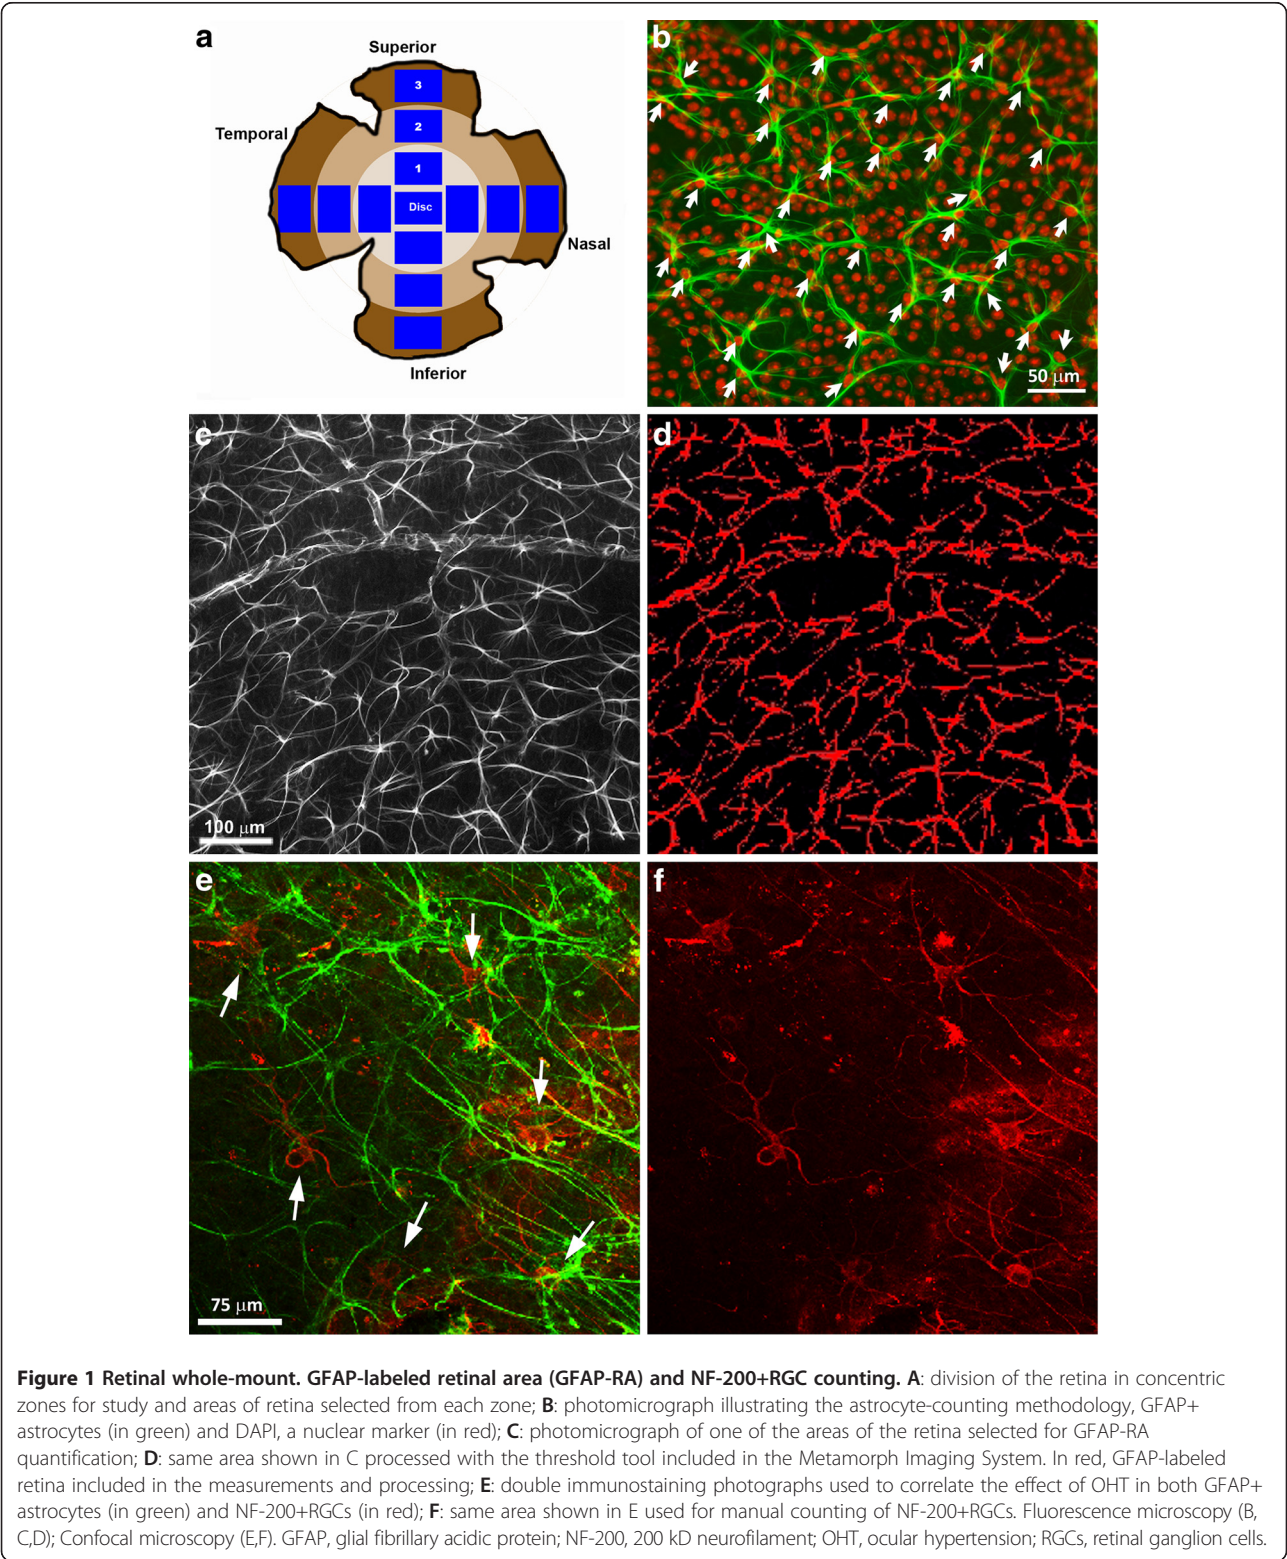 a
Superior
3
Temporal
2
1
Disc
Nasal
Inferior
b
50 μm
c
100 μm
d
e
75 μm
f
Figure 1 Retinal whole-mount. GFAP-labeled retinal area (GFAP-RA) and NF-200+RGC counting. A: division of the retina in concentric
zones for study and areas of retina selected from each zone; B: photomicrograph illustrating the astrocyte-counting methodology, GFAP+
astrocytes (in green) and DAPI, a nuclear marker (in red); C: photomicrograph of one of the areas of the retina selected for GFAP-RA
quantification; D: same area shown in C processed with the threshold tool included in the Metamorph Imaging System. In red, GFAP-labeled
retina included in the measurements and processing; E: double immunostaining photographs used to correlate the effect of OHT in both GFAP+
astrocytes (in green) and NF-200+RGCs (in red); F: same area shown in E used for manual counting of NF-200+RGCs. Fluorescence microscopy (B,
C,D); Confocal microscopy (E,F). GFAP, glial fibrillary acidic protein; NF-200, 200 kD neurofilament; OHT, ocular hypertension; RGCs, retinal ganglion cells.